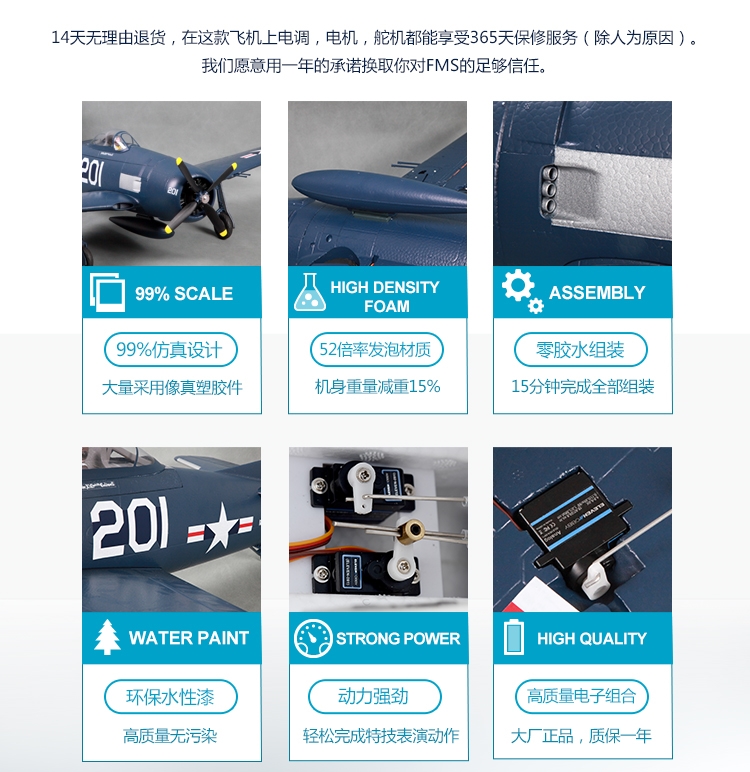 14天无理由退货，在这款飞机上电调，电机，舵机都能享受365天保修服务（除人为原因）。
我们愿意用一年的承诺换取你对FMS的足够信任。
201
201
99% SCALE
99%仿真设计
大量采用像真塑胶件
HIGH DENSITY
FOAM
52倍率发泡材质
机身重量减重15%
ASSEMBLY
零胶水组装
15分钟完成全部组装
201
WATER PAINT
环保水性漆
高质量无污染
STRONG POWER
动力强劲
轻松完成特技表演动作
HIGH QUALITY
高质量电子组合
大厂正品，质保一年